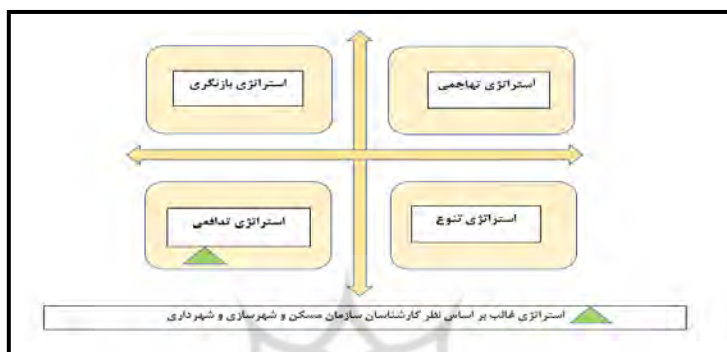 استراتژی تهاجمی
استراتژی بازنگری
استراتژی تنوع
استراتژی تدافعی
استراتژی غالب بر اساس نظر کارشناسان سازمان مسکن و شهرسازی و شهرداری